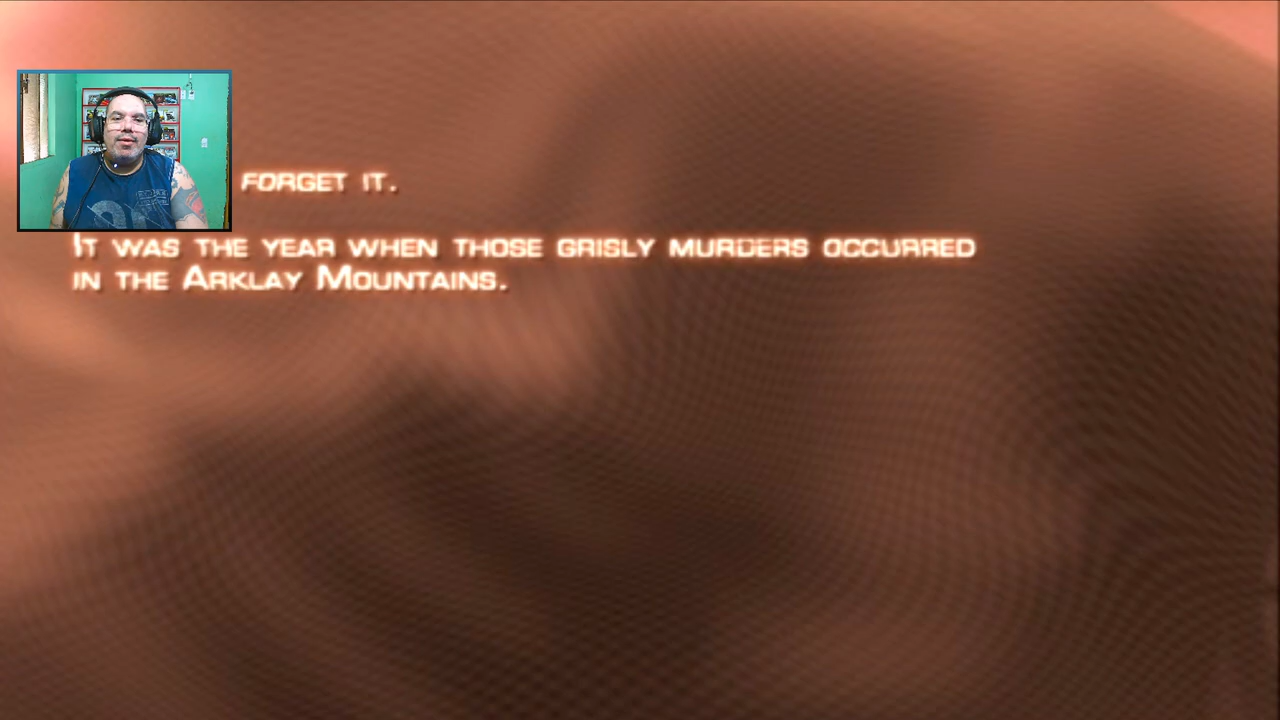 FORGET IT.
IT WAS THE YEAR WHEN THOSE GRISLY MURDERS OCCURRED
IN THE ARKLAY MOUNTAINS.